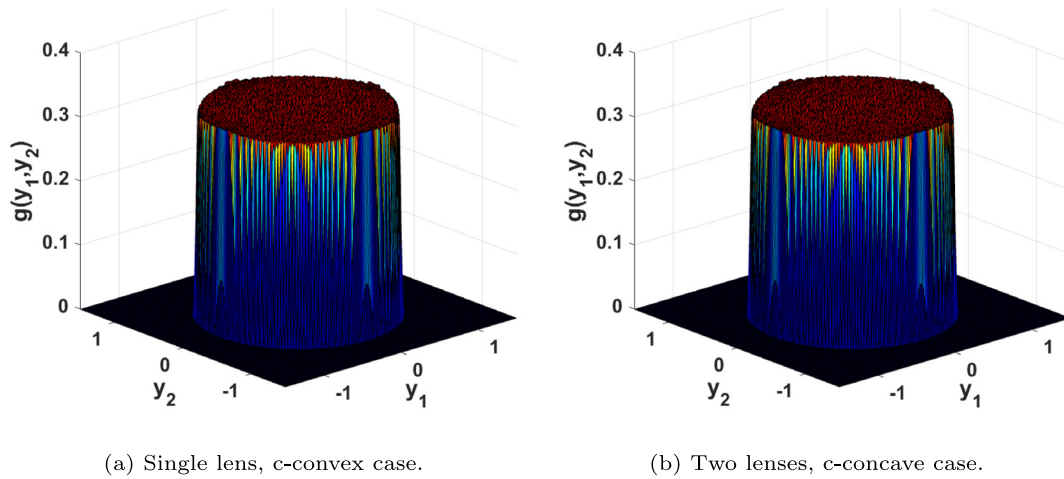 0.4
0.3
0.2
0.1
0
g(y₁,y₂)
1
0
-1
y₂
-1
0
1
y₁
(a) Single lens, c-convex case.
0.4
0.3
0.2
0.1
0
g(y₁,y₂)
1
0
-1
y₂
-1
0
1
y₁
(b) Two lenses, c-concave case.